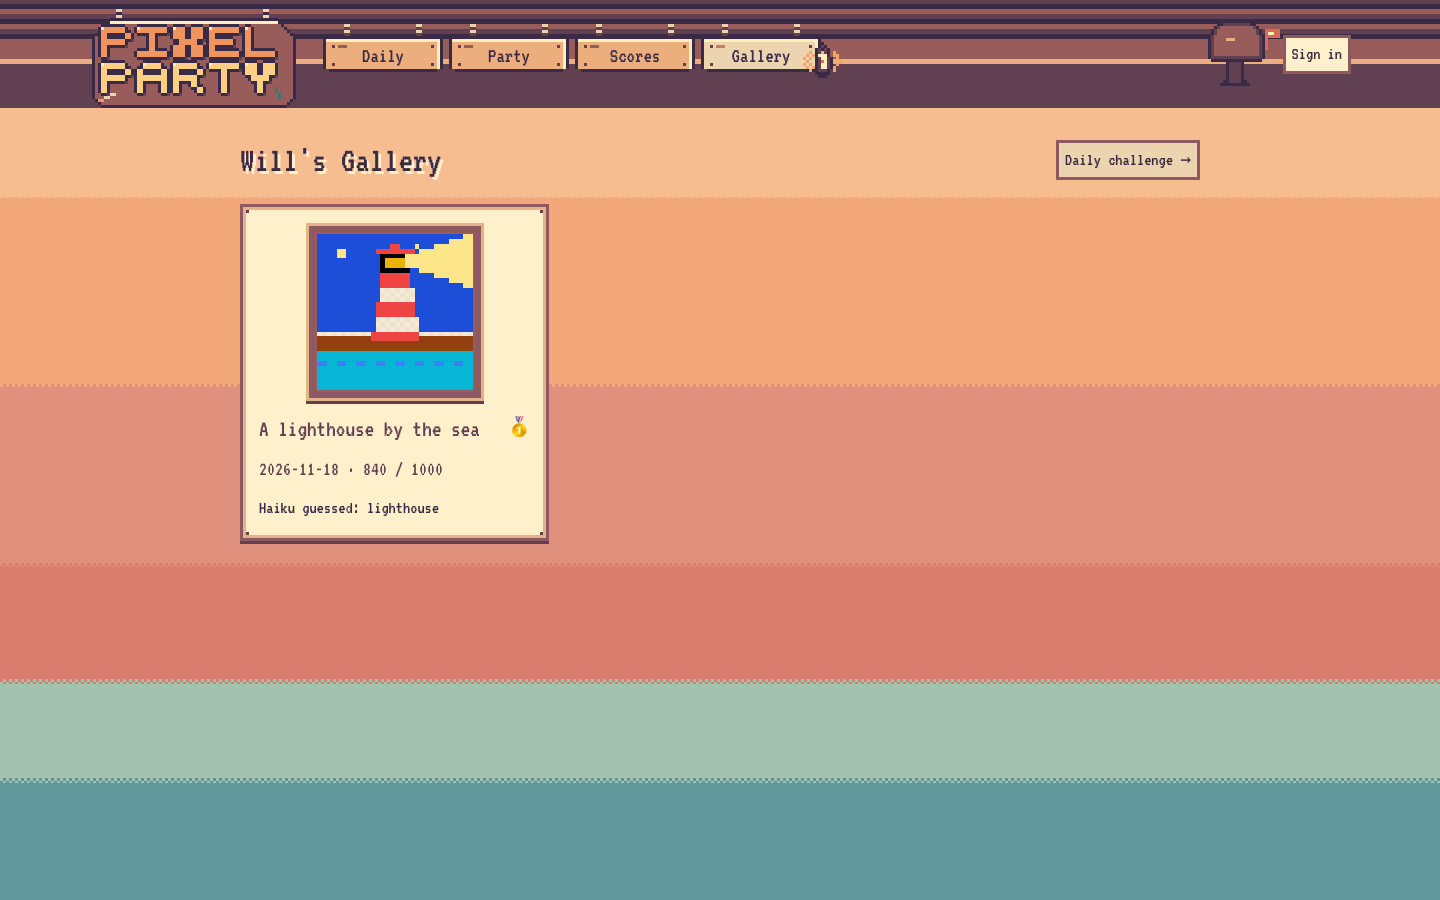 PIXEL
PARTY
Daily
Party
Scores
Gallery
Sign in
Will's Gallery
Daily challenge →
A lighthouse by the sea
2026-11-18 · 840 / 1000
Haiku guessed: lighthouse